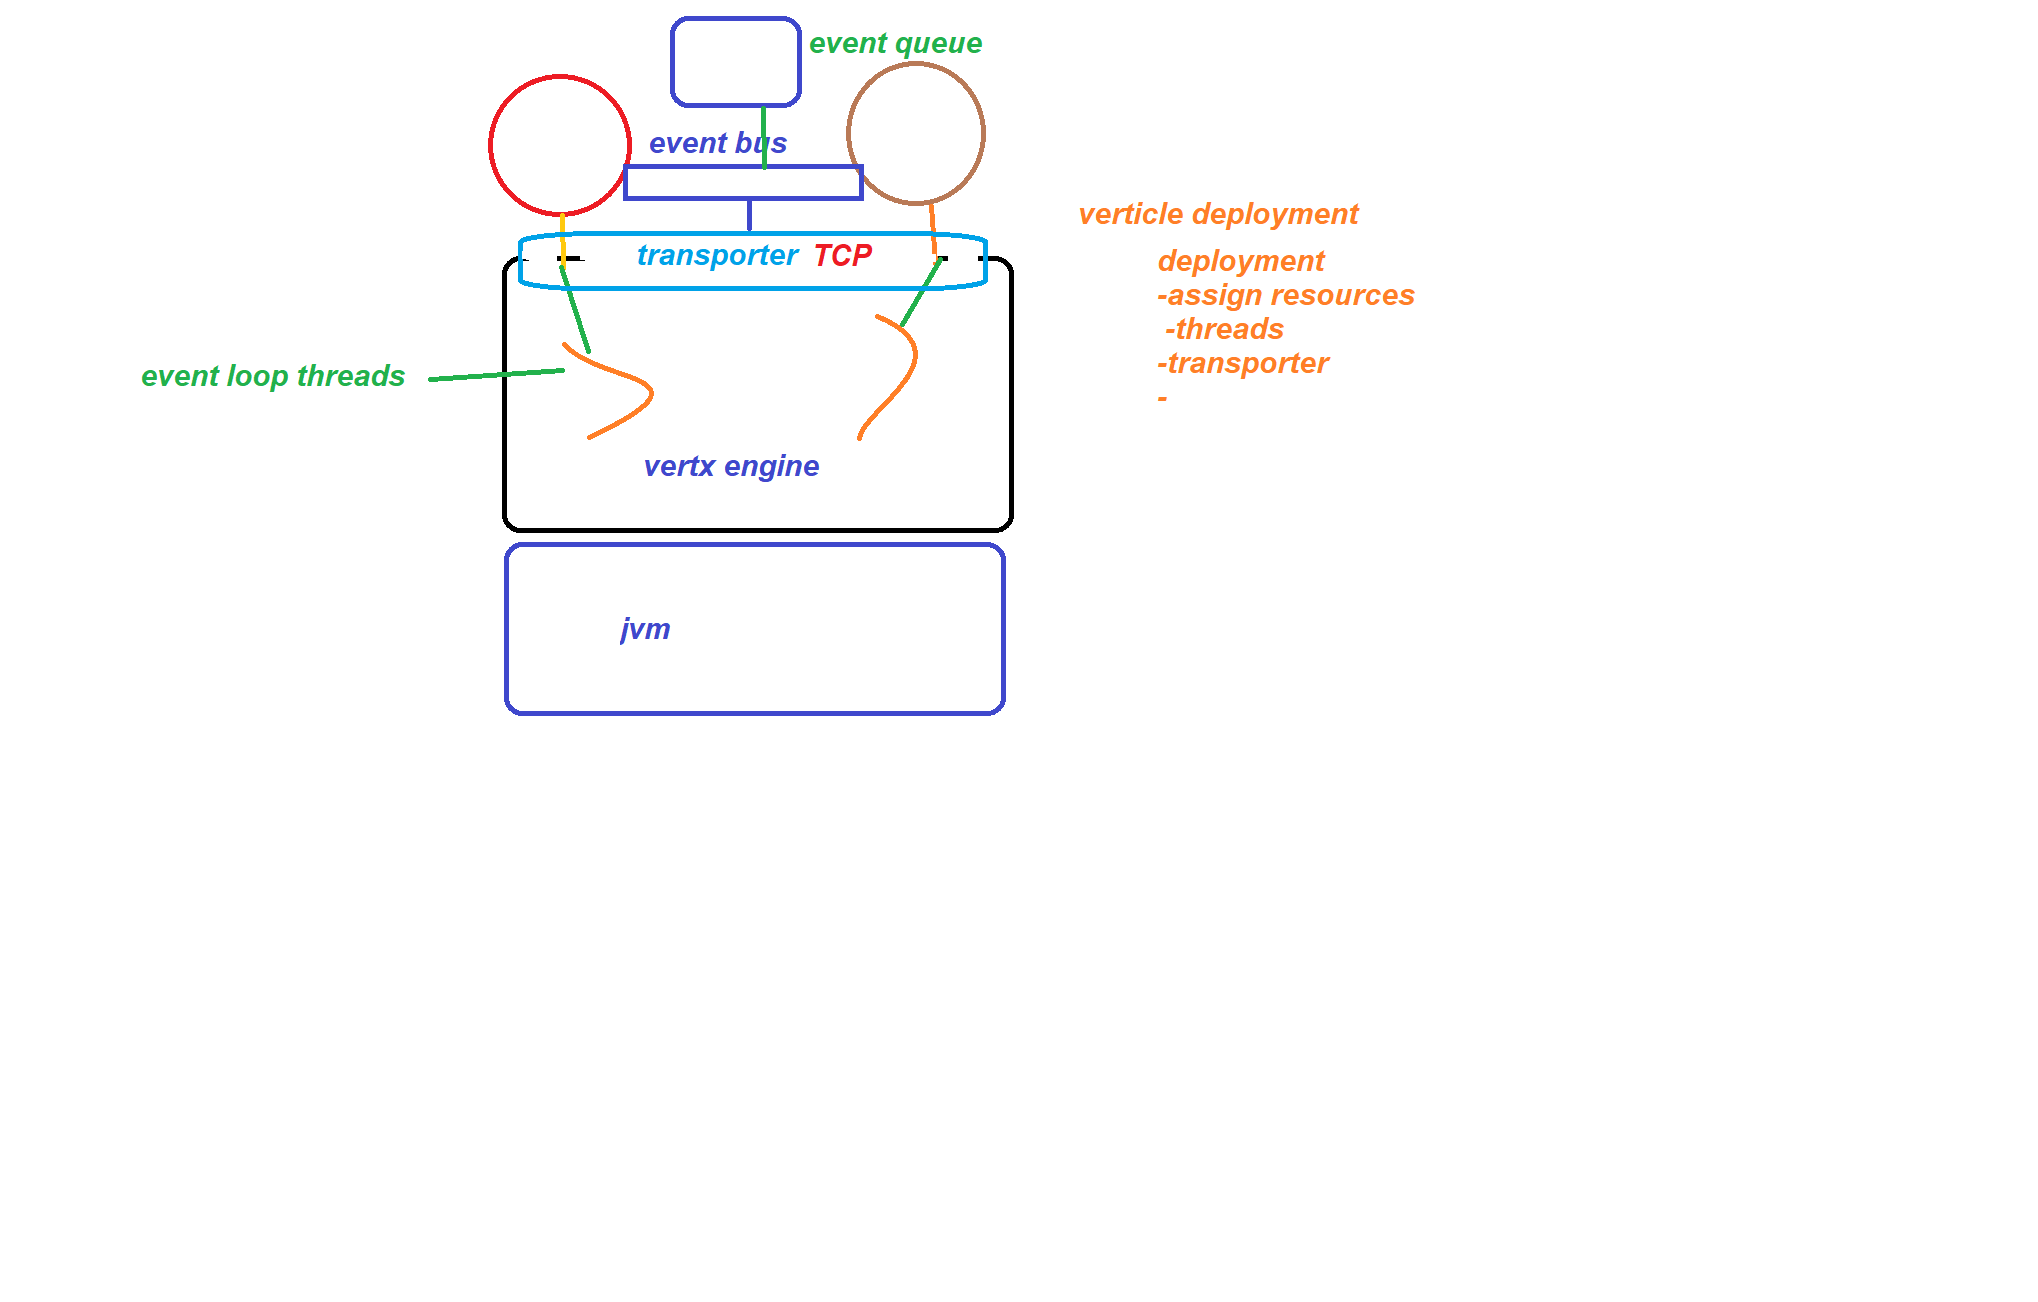 event queue
event bus
transporter TCP
verticle deployment
deployment
-assign resources
-threads
-transporter
-
event loop threads
vertx engine
jvm